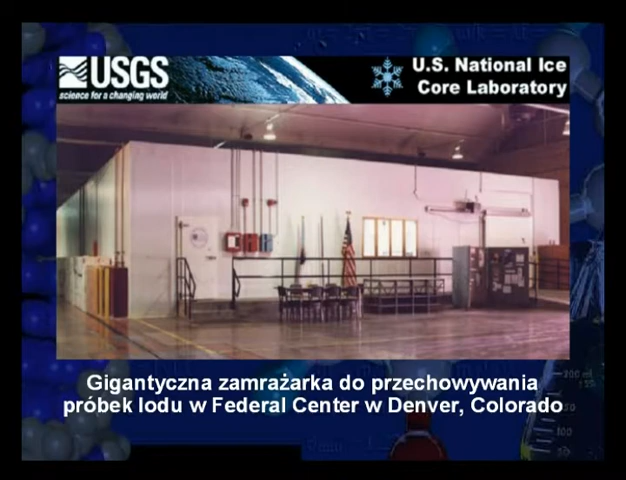 USGS
science for a changing world
U.S. National Ice
Core Laboratory
Gigantyczna zamrażarka do przechowywania
próbek lodu w Federal Center w Denver, Colorado
100